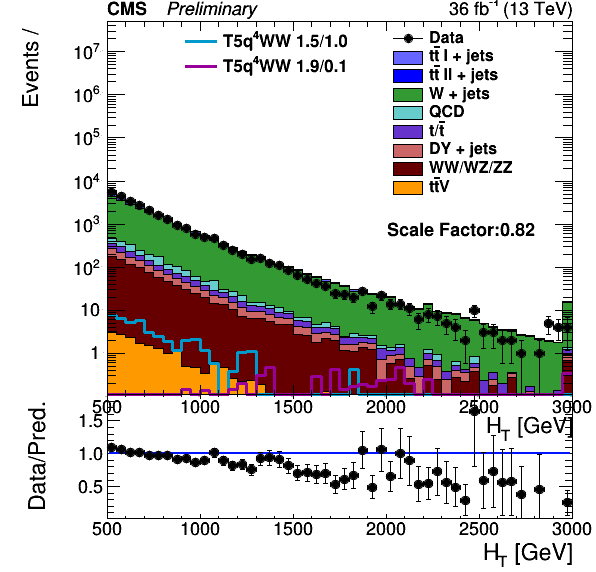 CMS Preliminary 36 fb⁻¹ (13 TeV)
Events /
10⁷
10⁶
10⁵
10⁴
10³
10²
10
1
T5q⁴WW 1.5/1.0
T5q⁴WW 1.9/0.1
Data
tt̄ l + jets
tt̄ ll + jets
W + jets
QCD
t/t̄
DY + jets
WW/WZ/ZZ
tt̄V
Scale Factor:0.82
500 1000 1500 2000 2500 3000
H_T [GeV]
Data/Pred.
1.5
1.0
0.5
500 1000 1500 2000 2500 3000
H_T [GeV]